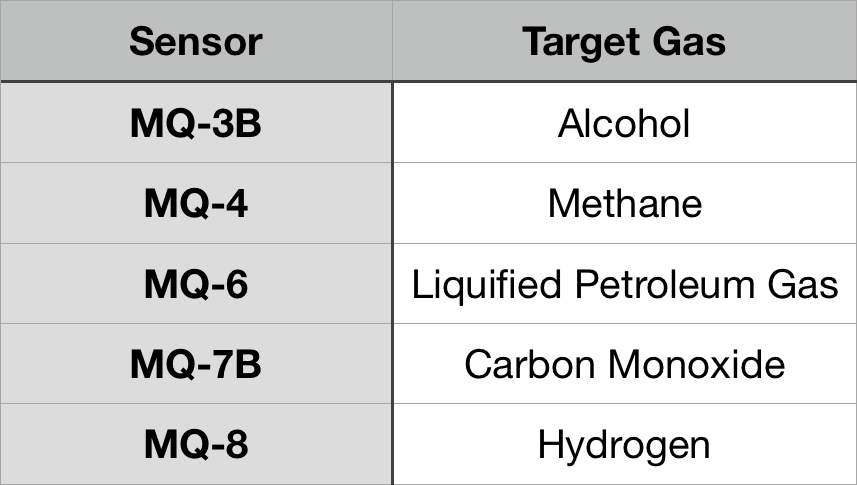 Sensor Target Gas
MQ-3B Alcohol
MQ-4 Methane
MQ-6 Liquified Petroleum Gas
MQ-7B Carbon Monoxide
MQ-8 Hydrogen